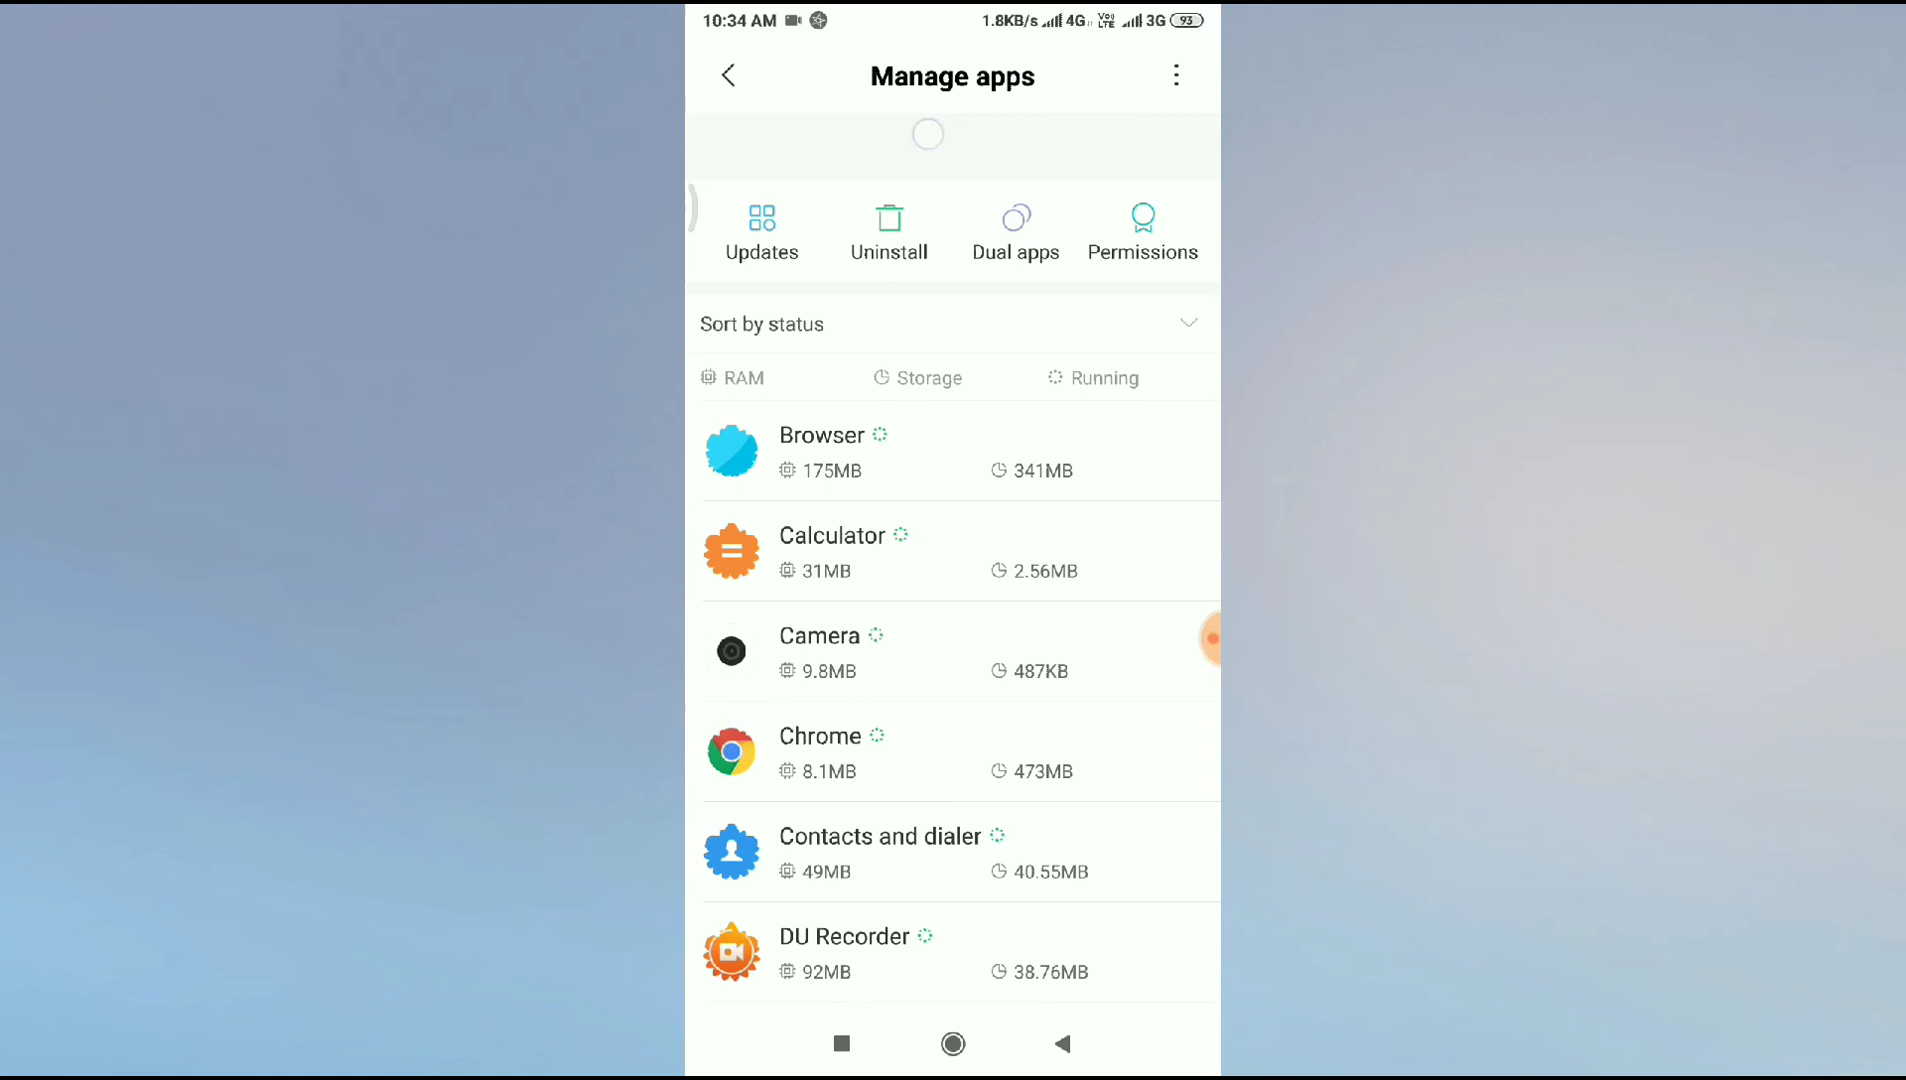 10:34 AM 1.8KB/s 4G Vo) LTE 3G 93
Manage apps
Updates Uninstall Dual apps Permissions
Sort by status
RAM Storage Running
Browser
175MB 341MB
Calculator
31MB 2.56MB
Camera
9.8MB 487KB
Chrome
8.1MB 473MB
Contacts and dialer
49MB 40.55MB
DU Recorder
92MB 38.76MB